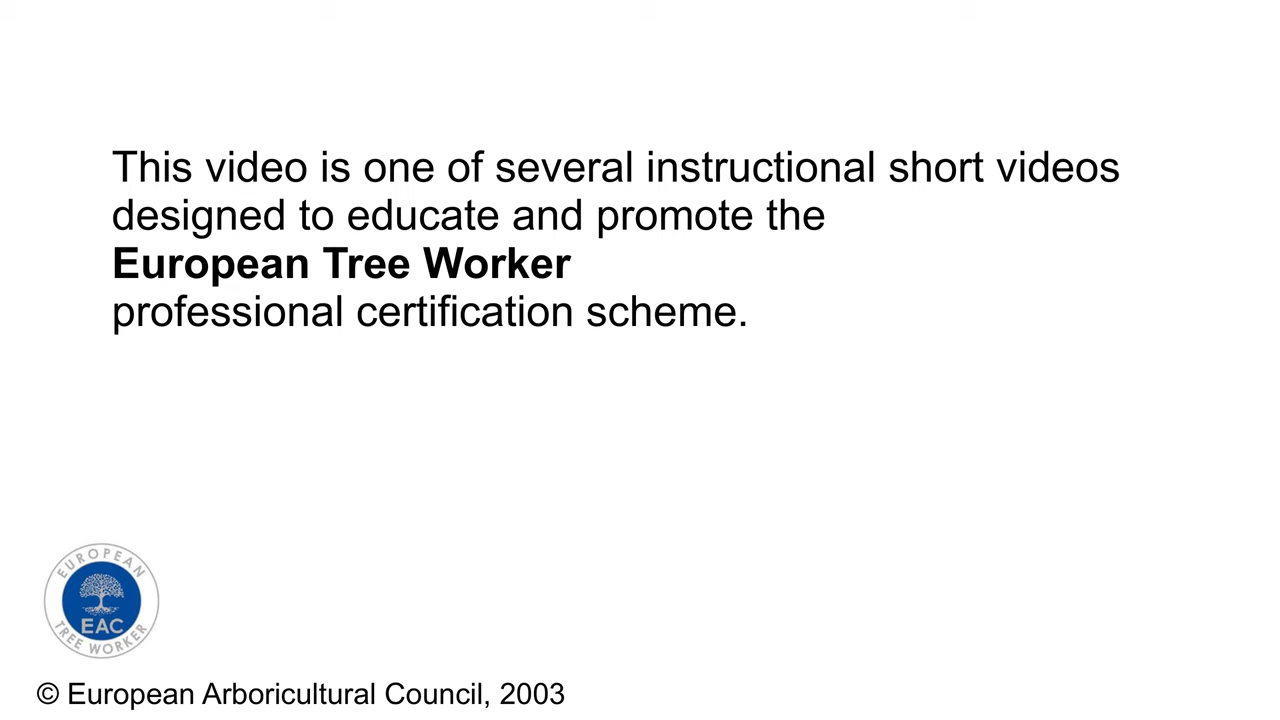 This video is one of several instructional short videos
designed to educate and promote the
European Tree Worker
professional certification scheme.
EUROPEAN
EAC
TREE WORKER
© European Arboricultural Council, 2003